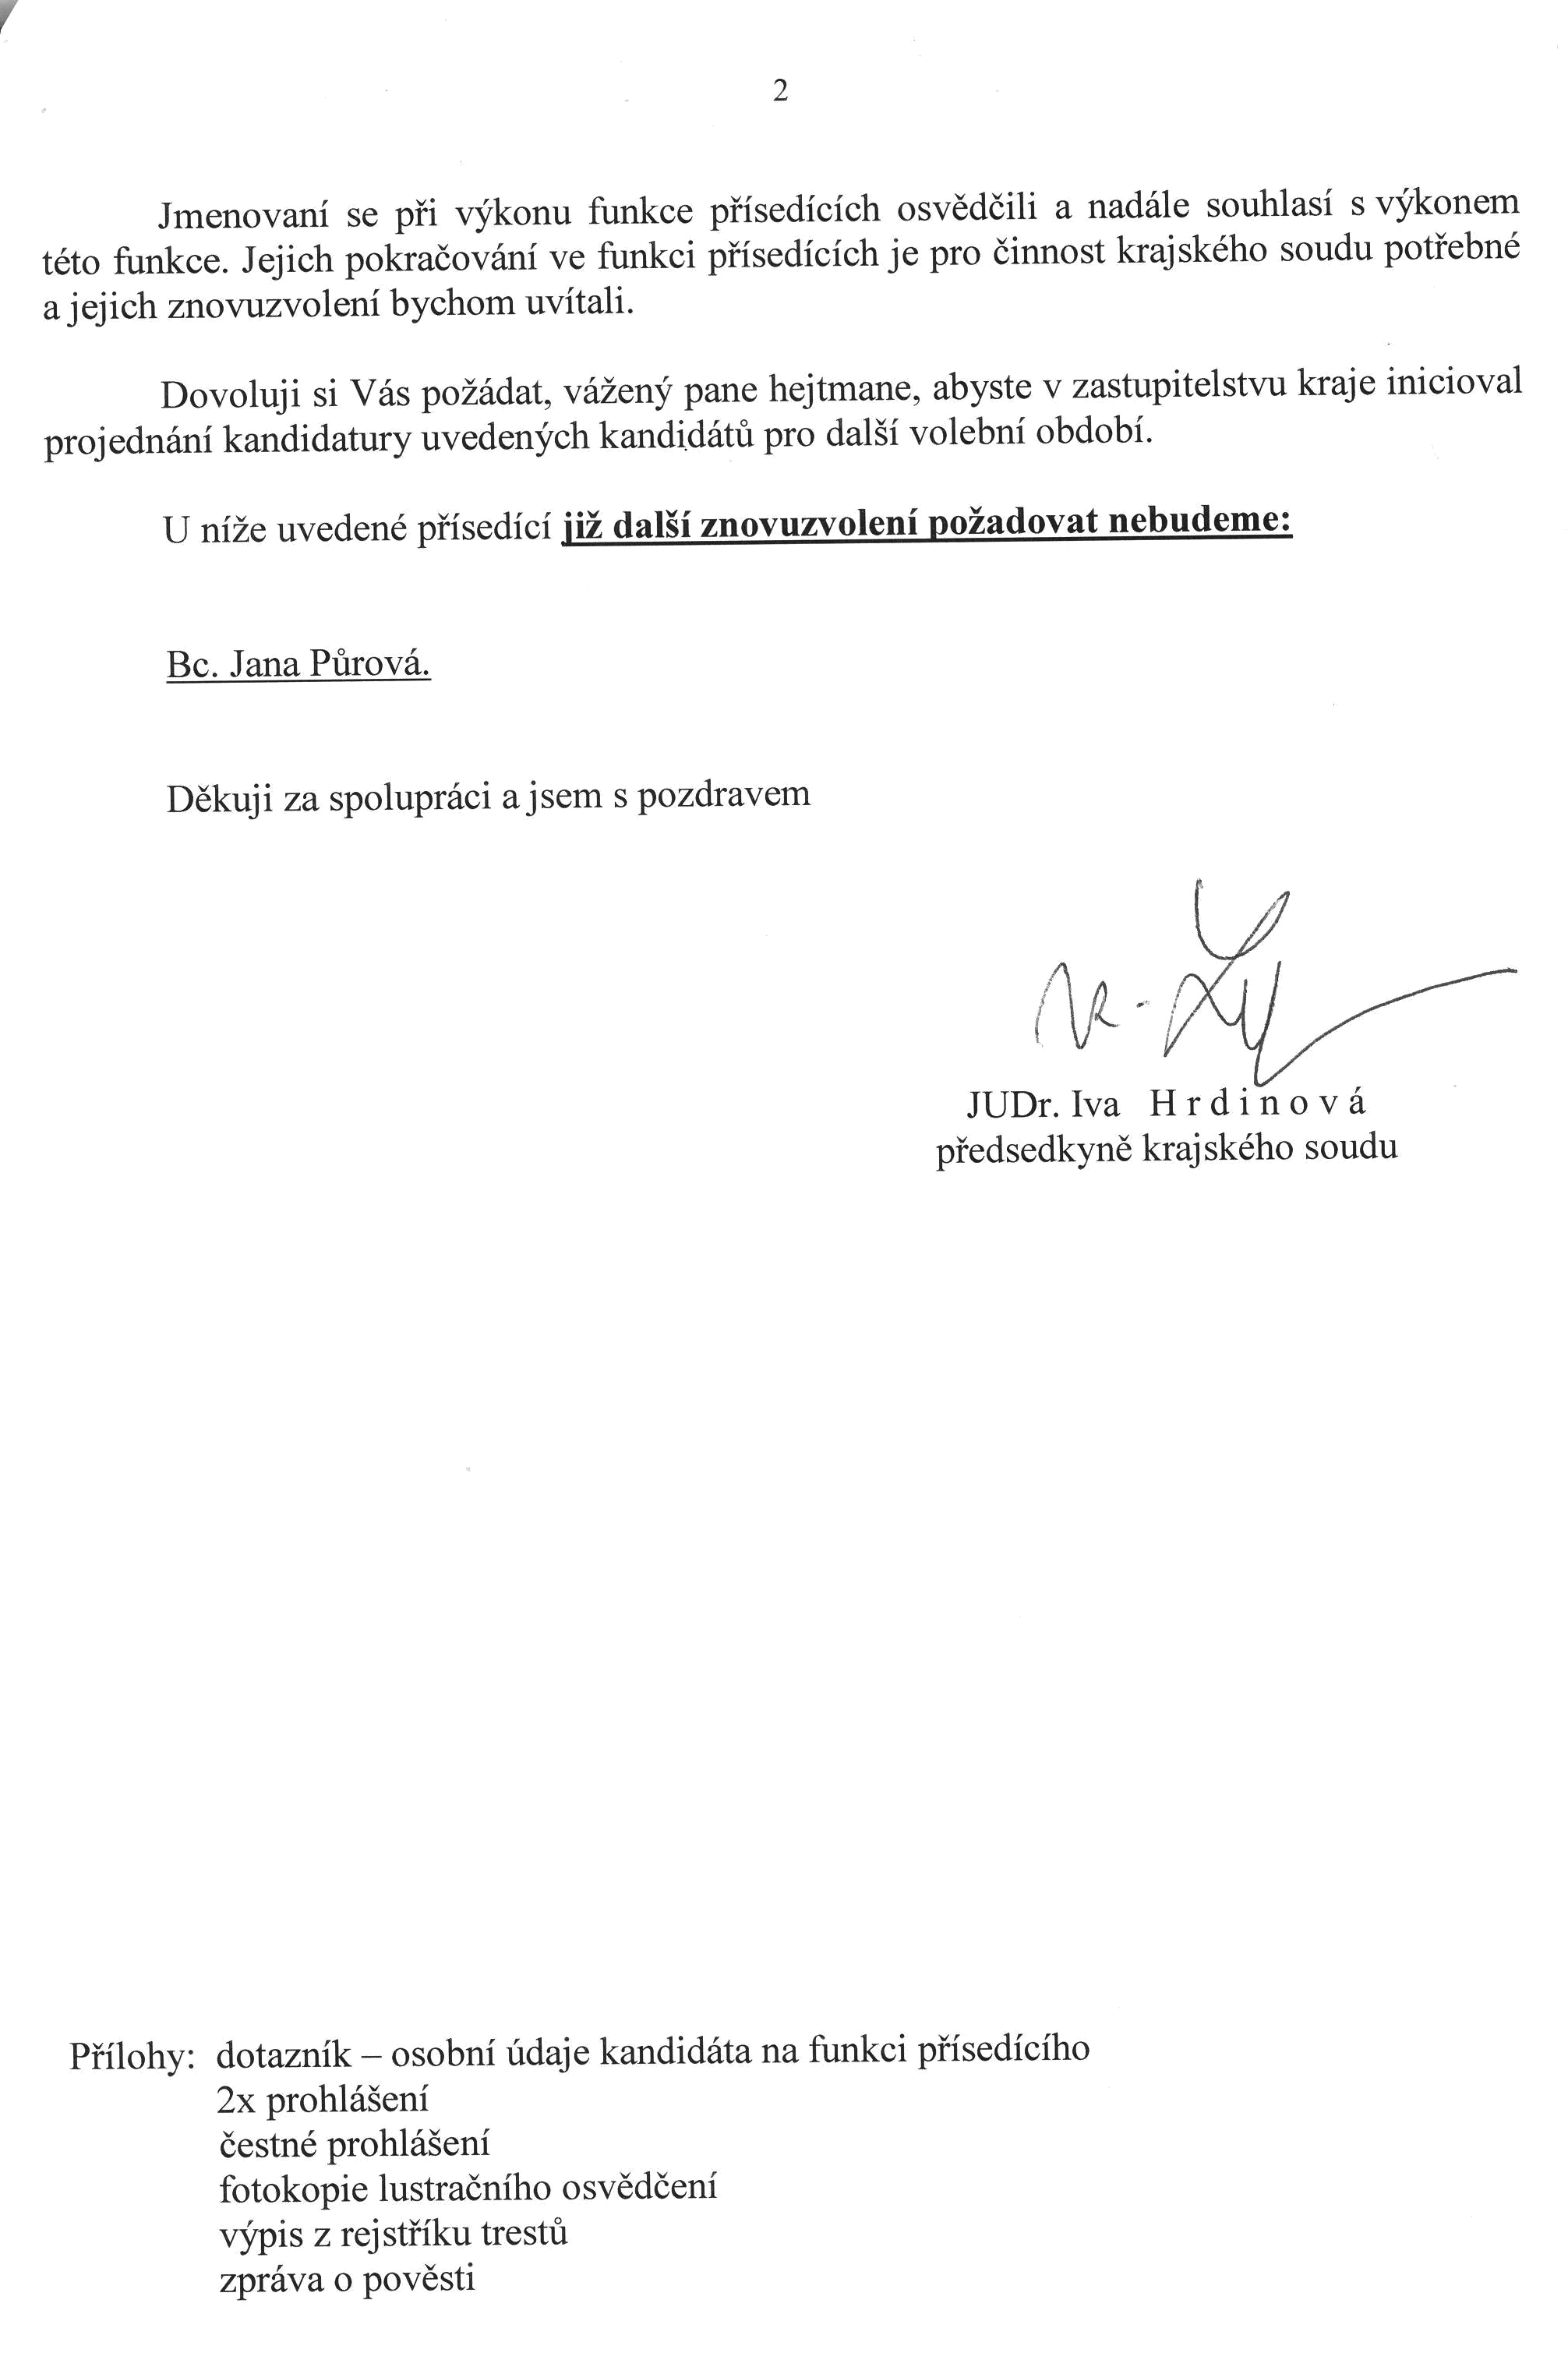 2
Jmenovaní se při výkonu funkce přísedících osvědčili a nadále souhlasí s výkonem
této funkce. Jejich pokračování ve funkci přísedících je pro činnost krajského soudu potřebné
a jejich znovuzvolení bychom uvítali.
Dovoluji si Vás požádat, vážený pane hejtmane, abyste v zastupitelstvu kraje inicioval
projednání kandidatury uvedených kandidátů pro další volební období.
U níže uvedené přísedící již další znovuzvolení požadovat nebudeme:
Bc. Jana Půrová.
Děkuji za spolupráci a jsem s pozdravem
JUDr. Iva H r d i n o v á
předsedkyně krajského soudu
Přílohy: dotazník – osobní údaje kandidáta na funkci přísedícího
2x prohlášení
čestné prohlášení
fotokopie lustračního osvědčení
výpis z rejstříku trestů
zpráva o pověsti